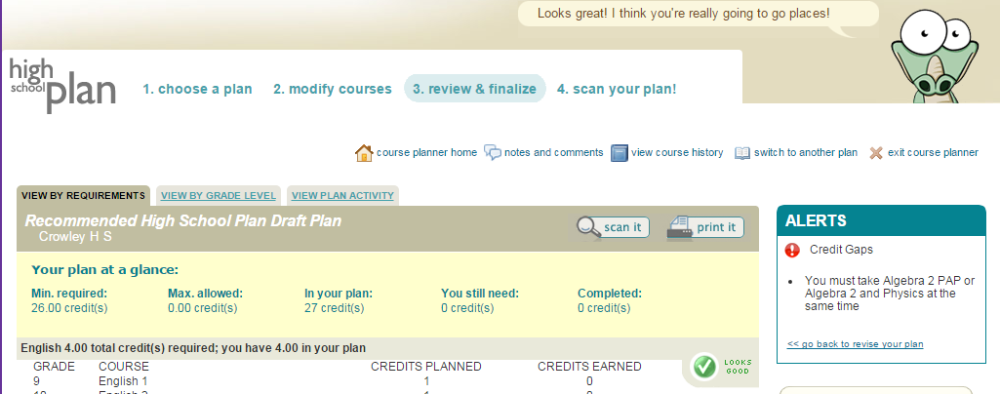 Looks great! I think you're really going to go places!
high
school
plan
1. choose a plan 2. modify courses 3. review & finalize 4. scan your plan!
course planner home notes and comments view course history switch to another plan exit course planner
VIEW BY REQUIREMENTS VIEW BY GRADE LEVEL VIEW PLAN ACTIVITY
Recommended High School Plan Draft Plan
Crowley H S
scan it print it
ALERTS
Credit Gaps
• You must take Algebra 2 PAP or
Algebra 2 and Physics at the
same time
<< go back to revise your plan
Your plan at a glance:
Min. required: Max. allowed: In your plan: You still need: Completed:
26.00 credit(s) 0.00 credit(s) 27 credit(s) 0 credit(s) 0 credit(s)
English 4.00 total credit(s) required; you have 4.00 in your plan
GRADE COURSE CREDITS PLANNED CREDITS EARNED
9 English 1 1 0
LOOKS
GOOD